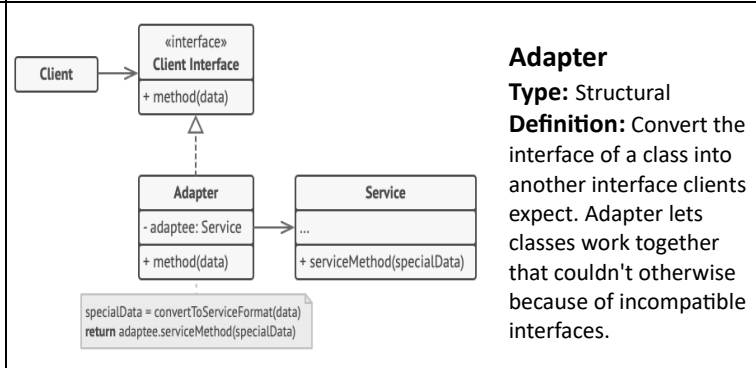 «interface»
Client Interface
Client
+ method(data)
Adapter
- adaptee: Service
+ method(data)
Service
...
+ serviceMethod(specialData)
specialData = convertToServiceFormat(data)
return adaptee.serviceMethod(specialData)
Adapter
Type: Structural
Definition: Convert the
interface of a class into
another interface clients
expect. Adapter lets
classes work together
that couldn't otherwise
because of incompatible
interfaces.